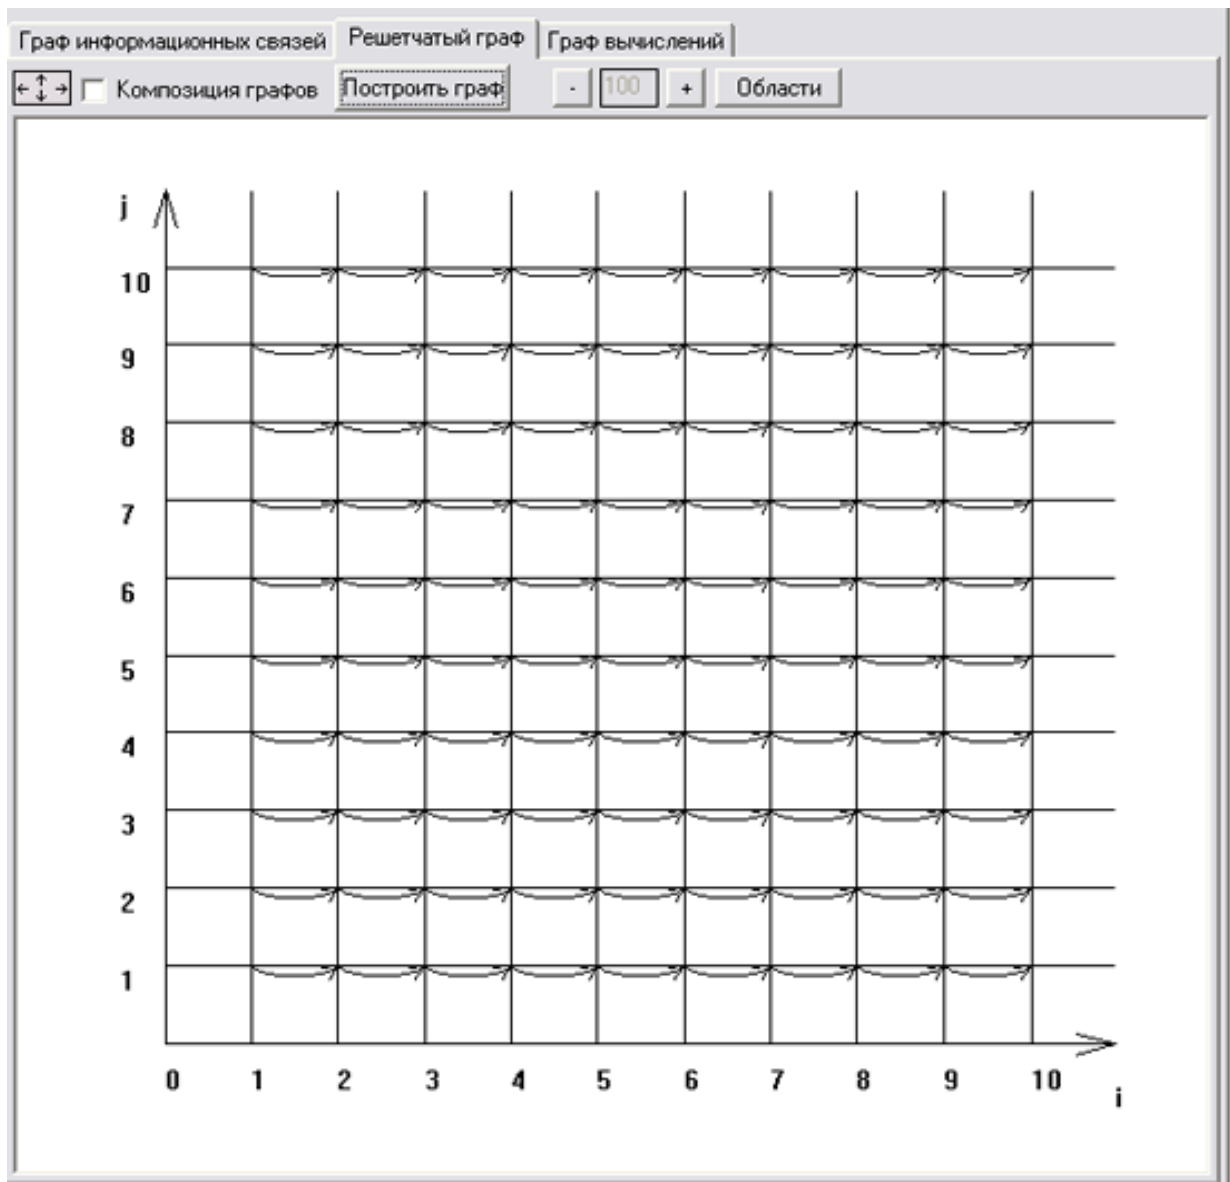 Граф информационных связей Решетчатый граф Граф вычислений
Композиция графов Построить граф - 100 + Области
j
10
9
8
7
6
5
4
3
2
1
0 1 2 3 4 5 6 7 8 9 10
i